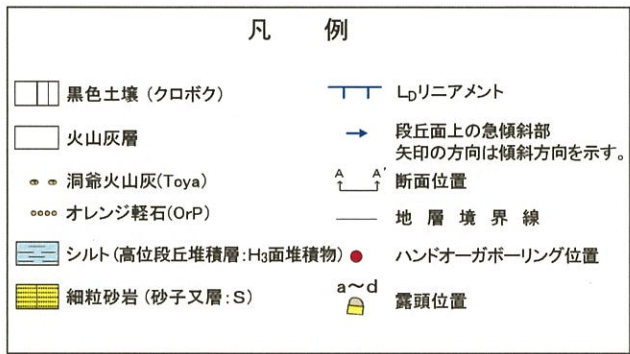 凡 例
黒色土壌(クロボク)
火山灰層
洞爺火山灰(Toya)
オレンジ軽石(OrP)
シルト(高位段丘堆積層:H₃面堆積物)
細粒砂岩(砂子又層:S)
LDリニアメント
段丘面上の急傾斜部
矢印の方向は傾斜方向を示す。
A A' 断面位置
地 層 境 界 線
ハンドオーガボーリング位置
a~d
露頭位置